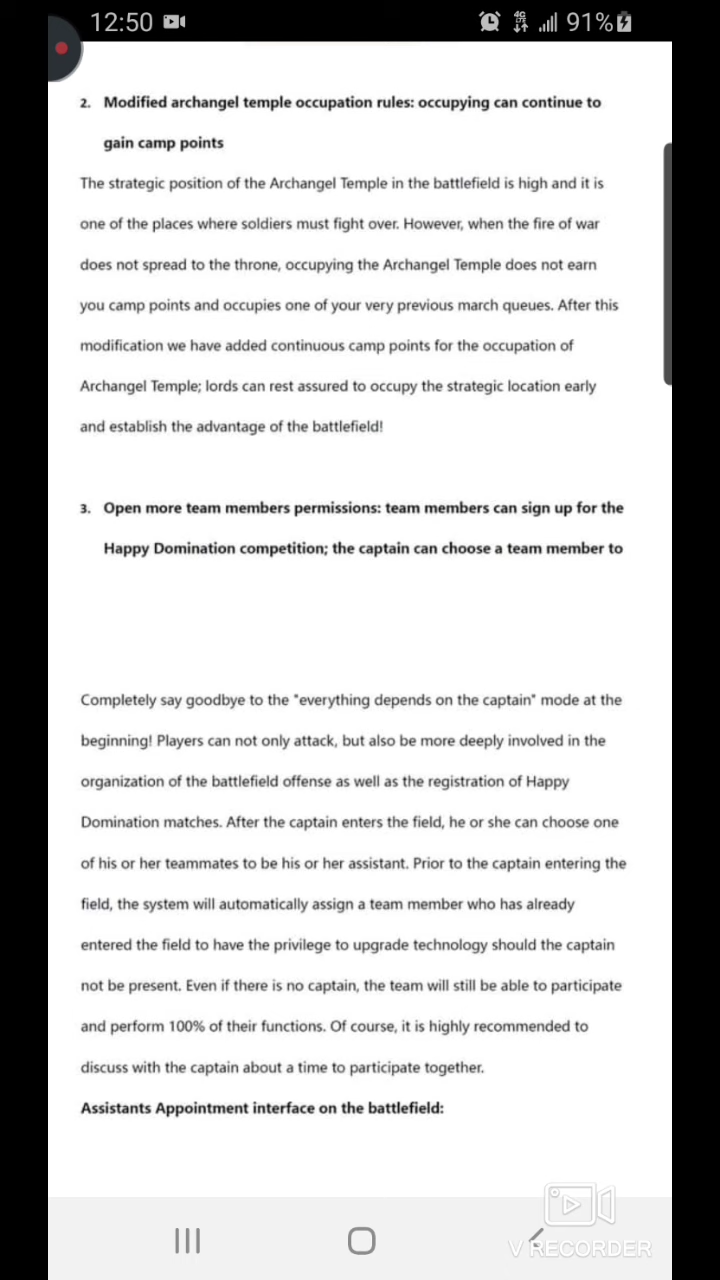 12:50
4G 91%
2. Modified archangel temple occupation rules: occupying can continue to
gain camp points
The strategic position of the Archangel Temple in the battlefield is high and it is
one of the places where soldiers must fight over. However, when the fire of war
does not spread to the throne, occupying the Archangel Temple does not earn
you camp points and occupies one of your very previous march queues. After this
modification we have added continuous camp points for the occupation of
Archangel Temple; lords can rest assured to occupy the strategic location early
and establish the advantage of the battlefield!
3. Open more team members permissions: team members can sign up for the
Happy Domination competition; the captain can choose a team member to
Completely say goodbye to the "everything depends on the captain" mode at the
beginning! Players can not only attack, but also be more deeply involved in the
organization of the battlefield offense as well as the registration of Happy
Domination matches. After the captain enters the field, he or she can choose one
of his or her teammates to be his or her assistant. Prior to the captain entering the
field, the system will automatically assign a team member who has already
entered the field to have the privilege to upgrade technology should the captain
not be present. Even if there is no captain, the team will still be able to participate
and perform 100% of their functions. Of course, it is highly recommended to
discuss with the captain about a time to participate together.
Assistants Appointment interface on the battlefield:
V RECORDER